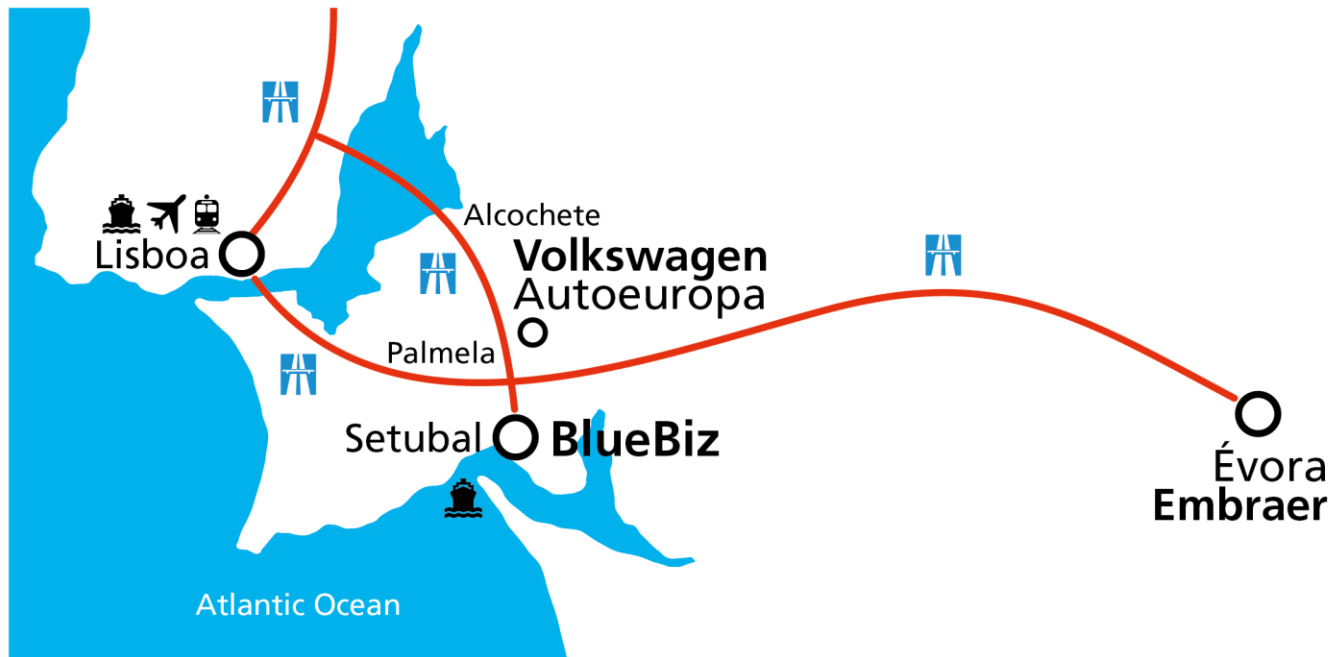 Alcochete
Lisboa
Volkswagen
Autoeuropa
Palmela
Setubal
BlueBiz
Évora
Embraer
Atlantic Ocean